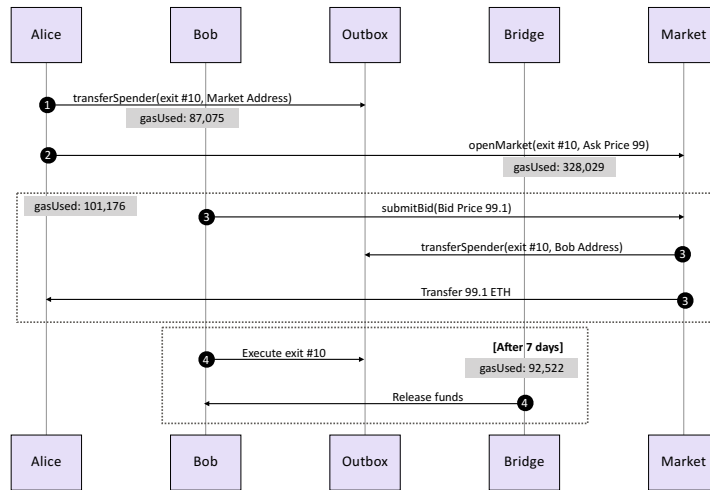 Alice Bob Outbox Bridge Market
1 transferSpender(exit #10, Market Address)
gasUsed: 87,075
2 openMarket(exit #10, Ask Price 99)
gasUsed: 328,029
gasUsed: 101,176
3 submitBid(Bid Price 99.1)
transferSpender(exit #10, Bob Address) 3
Transfer 99.1 ETH 3
[After 7 days]
4 Execute exit #10
gasUsed: 92,522
Release funds 4
Alice Bob Outbox Bridge Market